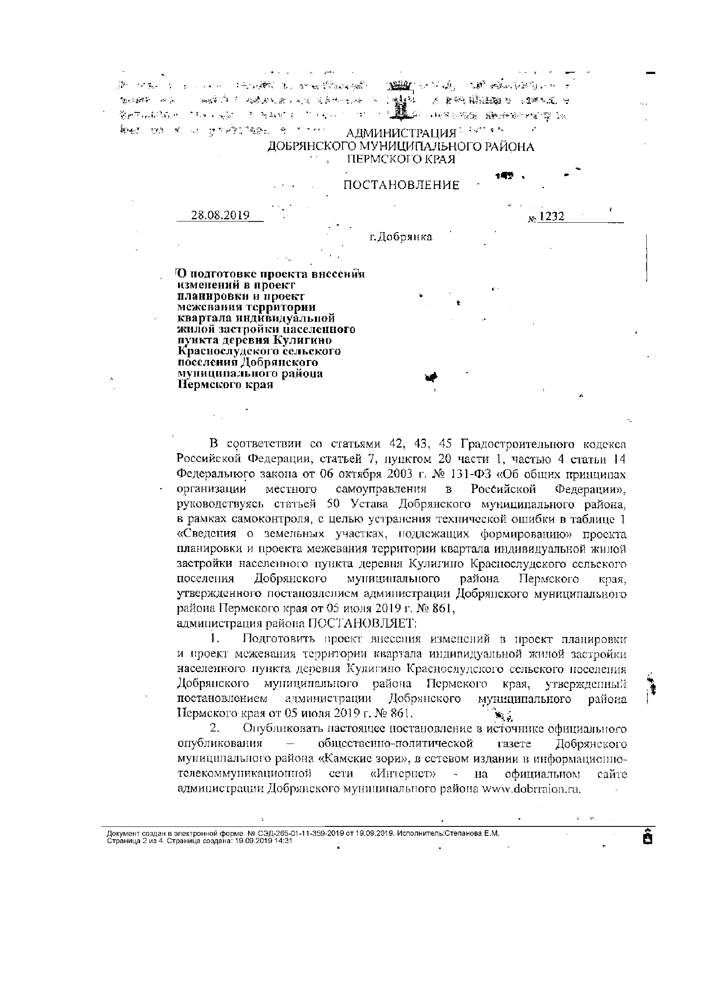 АДМИНИСТРАЦИЯ
ДОБРЯНСКОГО МУНИЦИПАЛЬНОГО РАЙОНА
ПЕРМСКОГО КРАЯ
ПОСТАНОВЛЕНИЕ
28.08.2019 № 1232
г.Добрянка
О подготовке проекта внесения
изменений в проект
планировки и проект
межевания территории
квартала индивидуальной
жилой застройки населенного
пункта деревня Кулигино
Краснослудского сельского
поселения Добрянского
муниципального района
Пермского края
В соответствии со статьями 42, 43, 45 Градостроительного кодекса
Российской Федерации, статьей 7, пунктом 20 части 1, частью 4 статьи 14
Федерального закона от 06 октября 2003 г. № 131-ФЗ «Об общих принципах
организации местного самоуправления в Российской Федерации»,
руководствуясь статьей 50 Устава Добрянского муниципального района,
в рамках самоконтроля, с целью устранения технической ошибки в таблице 1
«Сведения о земельных участках, подлежащих формированию» проекта
планировки и проекта межевания территории квартала индивидуальной жилой
застройки населенного пункта деревня Кулигино Краснослудского сельского
поселения Добрянского муниципального района Пермского края,
утвержденного постановлением администрации Добрянского муниципального
района Пермского края от 05 июля 2019 г. № 861,
администрация района ПОСТАНОВЛЯЕТ:
1. Подготовить проект внесения изменений в проект планировки
и проект межевания территории квартала индивидуальной жилой застройки
населенного пункта деревня Кулигино Краснослудского сельского поселения
Добрянского муниципального района Пермского края, утвержденный
постановлением администрации Добрянского муниципального района
Пермского края от 05 июля 2019 г. № 861.
2. Опубликовать настоящее постановление в источнике официального
опубликования – общественно-политической газете Добрянского
муниципального района «Камские зори», в сетевом издании в информационно-
телекоммуникационной сети «Интернет» - на официальном сайте
администрации Добрянского муниципального района www.dobrraion.ru.
Документ создан в электронной форме. № СЭД-265-01-11-359-2019 от 19.09.2019. Исполнитель:Степанова Е.М.
Страница 2 из 4. Страница создана: 19.09.2019 14:31